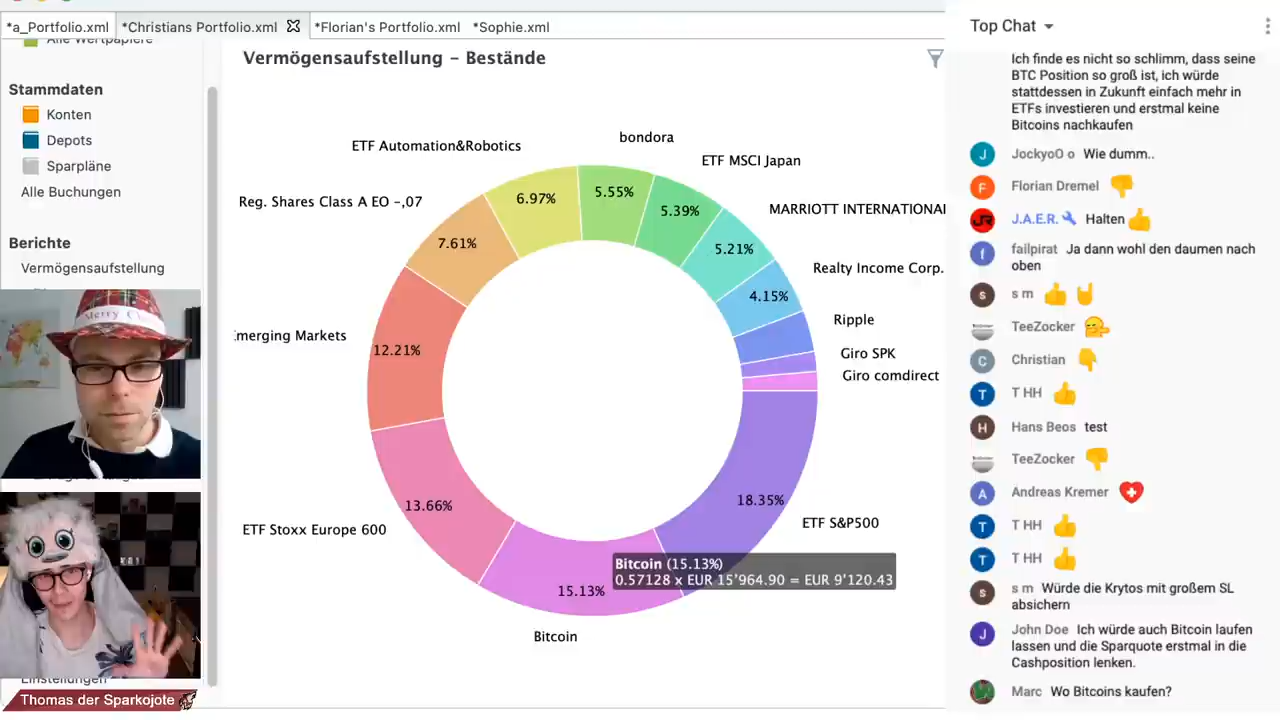 *a_Portfolio.xml
*Christians Portfolio.xml
*Florian's Portfolio.xml
*Sophie.xml
Alle Wertpapiere
Stammdaten
Konten
Depots
Sparpläne
Alle Buchungen
Berichte
Vermögensaufstellung
Einstellungen
Thomas der Sparkojote
Vermögensaufstellung – Bestände
bondora
ETF Automation&Robotics
ETF MSCI Japan
Reg. Shares Class A EO -,07
MARRIOTT INTERNATIONAL
Realty Income Corp.
merging Markets
Ripple
Giro SPK
Giro comdirect
ETF Stoxx Europe 600
ETF S&P500
Bitcoin
5.55%
6.97%
5.39%
7.61%
5.21%
4.15%
12.21%
13.66%
18.35%
15.13%
Bitcoin (15.13%)
0.57128 x EUR 15'964.90 = EUR 9'120.43
Top Chat
Ich finde es nicht so schlimm, dass seine
BTC Position so groß ist, ich würde
stattdessen in Zukunft einfach mehr in
ETFs investieren und erstmal keine
Bitcoins nachkaufen
J JockyoO o Wie dumm..
F Florian Dremel
J.A.E.R. Halten
f failpirat Ja dann wohl den daumen nach
oben
s s m
TeeZocker
C Christian
T T HH
H Hans Beos test
TeeZocker
A Andreas Kremer
T T HH
T T HH
s s m Würde die Krytos mit großem SL
absichern
J John Doe Ich würde auch Bitcoin laufen
lassen und die Sparquote erstmal in die
Cashposition lenken.
Marc Wo Bitcoins kaufen?